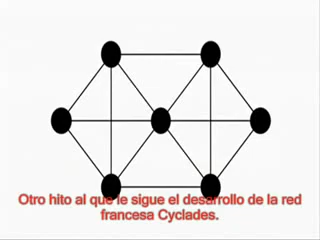 Otro hito al que le sigue el desarrollo de la red
francesa Cyclades.